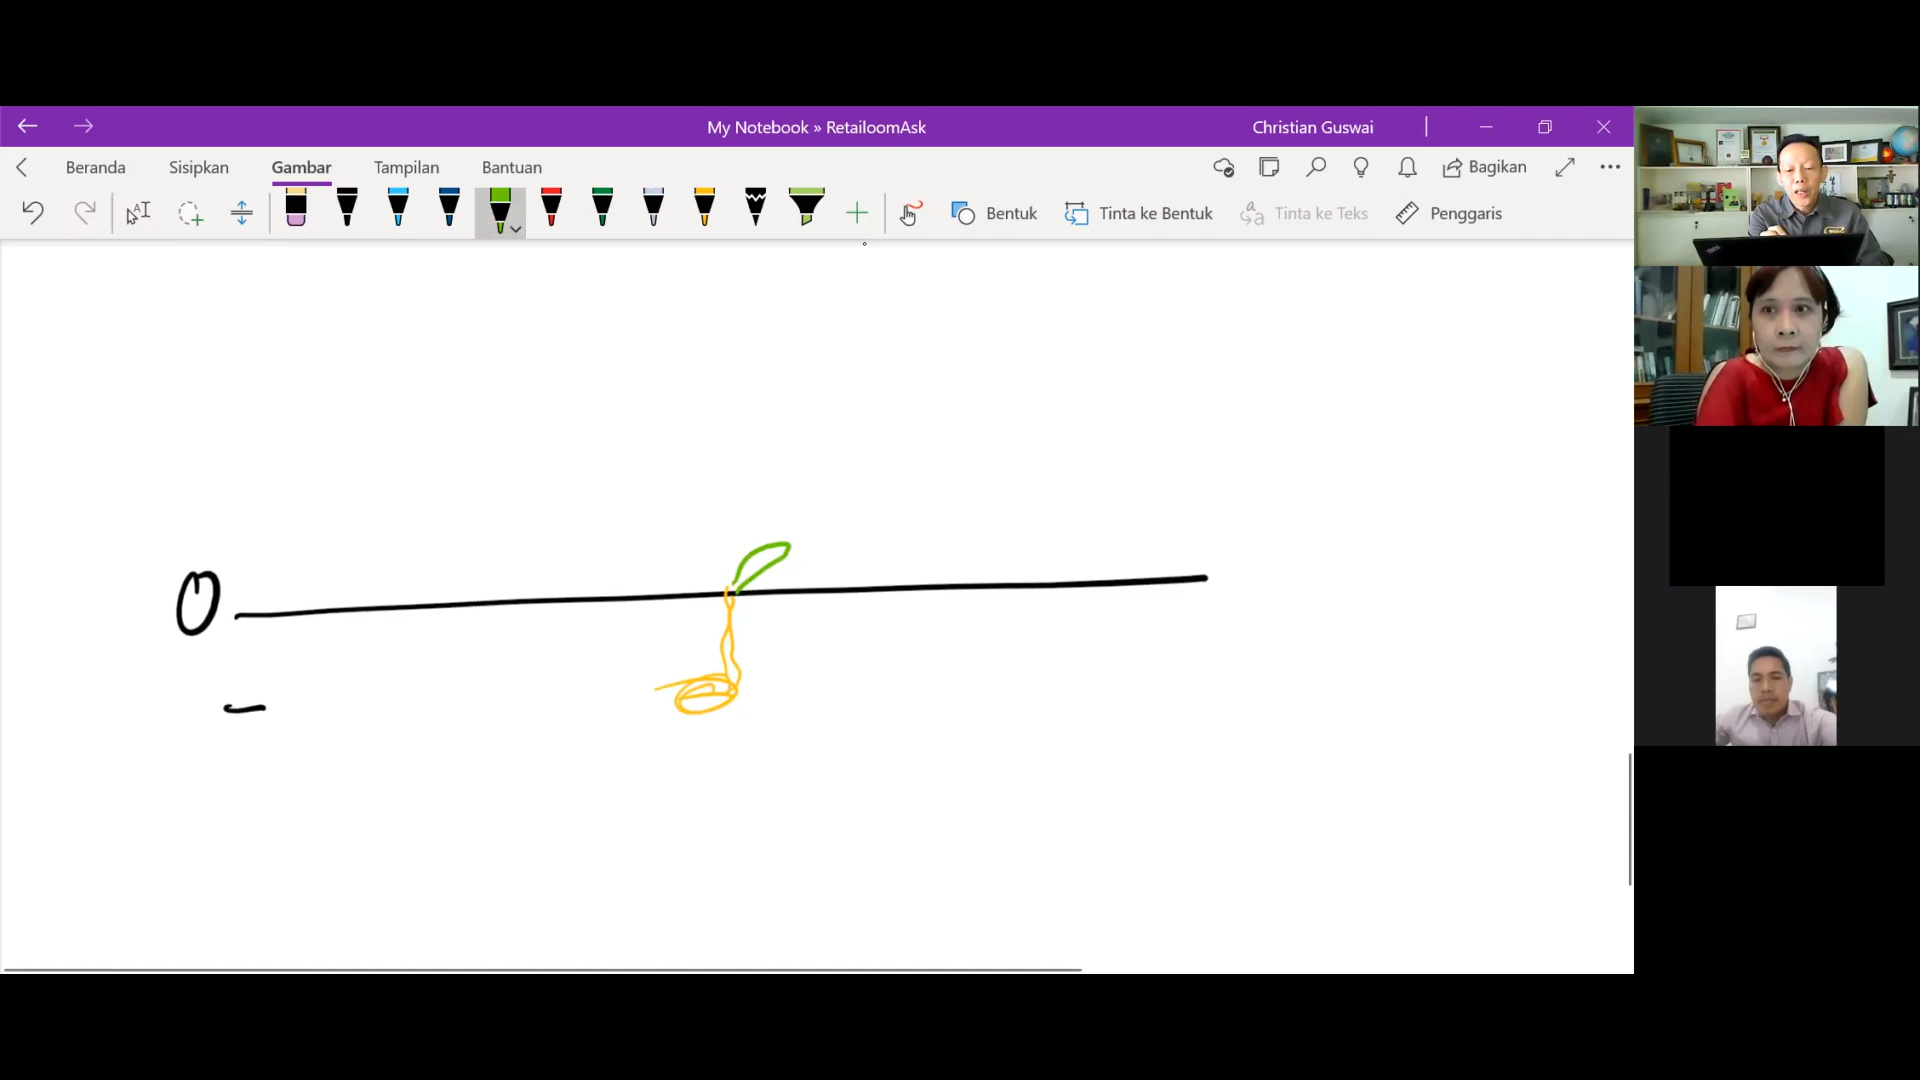 My Notebook » RetailoomAsk
Christian Guswai
Beranda Sisipkan Gambar Tampilan Bantuan
Bagikan
Bentuk Tinta ke Bentuk Tinta ke Teks Penggaris
0
-